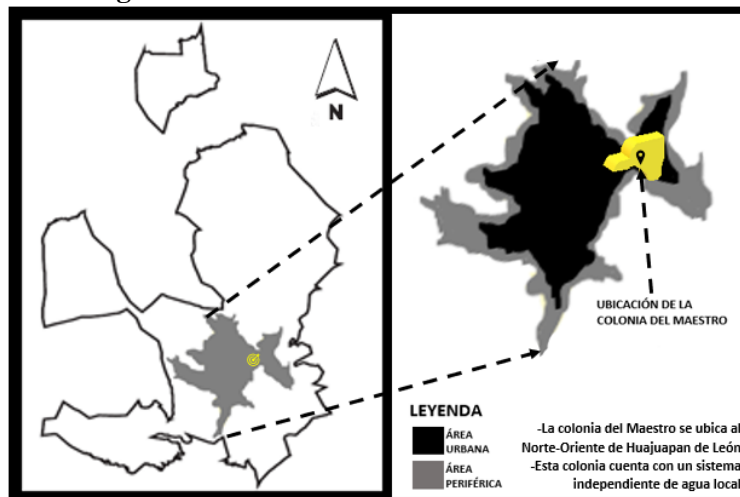 N
UBICACIÓN DE LA
COLONIA DEL MAESTRO
LEYENDA
ÁREA
URBANA
ÁREA
PERIFÉRICA
-La colonia del Maestro se ubica al
Norte-Oriente de Huajuapan de León
-Esta colonia cuenta con un sistema
independiente de agua local